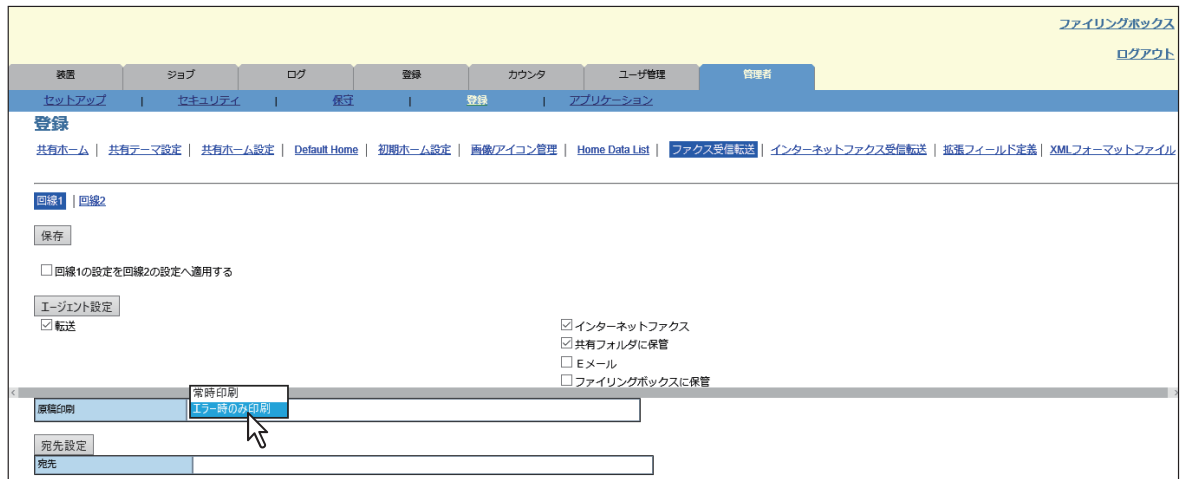 ファイリングボックス
ログアウト
装置 ジョブ ログ 登録 カウンタ ユーザ管理 管理者
セットアップ | セキュリティ | 保守 | 登録 | アプリケーション
登録
共有ホーム | 共有テーマ設定 | 共有ホーム設定 | Default Home | 初期ホーム設定 | 画像/アイコン管理 | Home Data List | ファクス受信転送 | インターネットファクス受信転送 | 拡張フィールド定義 | XMLフォーマットファイル
回線1 | 回線2
保存
回線1の設定を回線2の設定へ適用する
エージェント設定
転送 インターネットファクス
共有フォルダに保管
Eメール
ファイリングボックスに保管
常時印刷
原稿印刷 エラー時のみ印刷
宛先設定
宛先